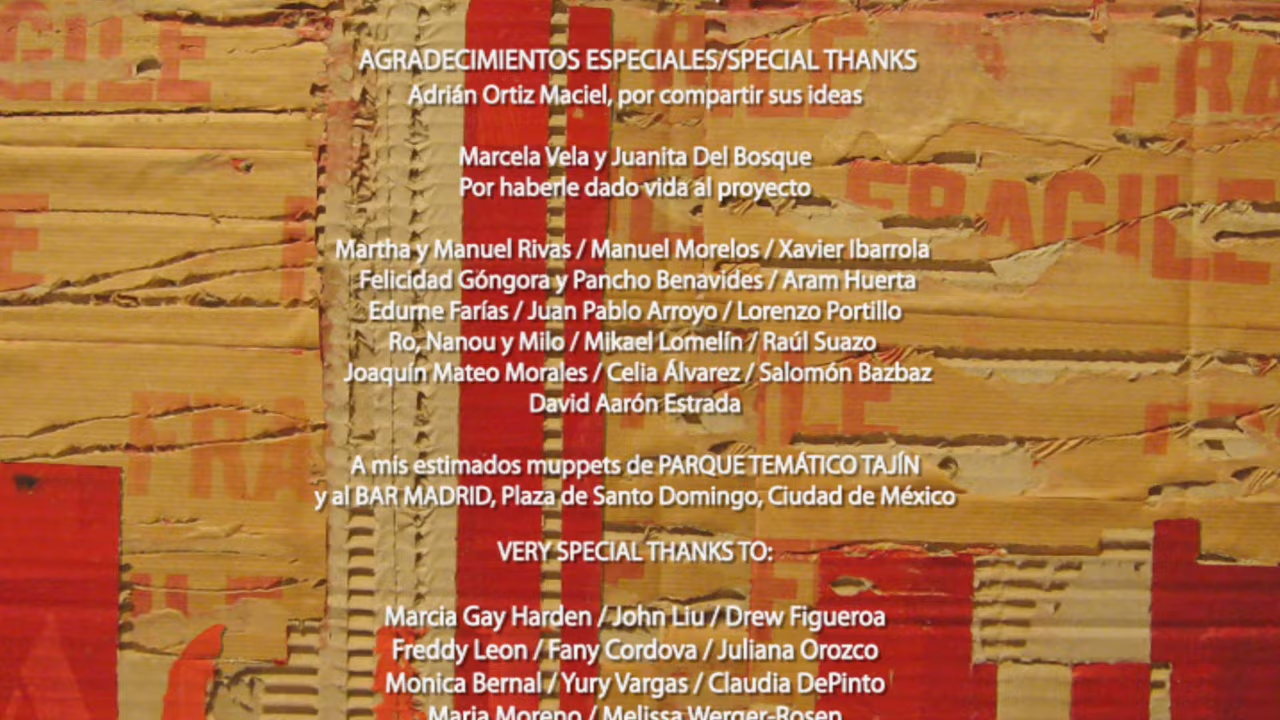 AGRADECIMIENTOS ESPECIALES/SPECIAL THANKS
Adrián Ortiz Maciel, por compartir sus ideas
Marcela Vela y Juanita Del Bosque
Por haberle dado vida al proyecto
Martha y Manuel Rivas / Manuel Morelos / Xavier Ibarrola
Felicidad Góngora y Pancho Benavides / Aram Huerta
Edurne Farías / Juan Pablo Arroyo / Lorenzo Portillo
Ro, Nanou y Milo / Mikael Lomelín / Raúl Suazo
Joaquín Mateo Morales / Celia Álvarez / Salomón Bazbaz
David Aarón Estrada
A mis estimados muppets de PARQUE TEMÁTICO TAJÍN
y al BAR MADRID, Plaza de Santo Domingo, Ciudad de México
VERY SPECIAL THANKS TO:
Marcia Gay Harden / John Liu / Drew Figueroa
Freddy Leon / Fany Cordova / Juliana Orozco
Monica Bernal / Yury Vargas / Claudia DePinto
Maria Moreno / Melissa Werger-Rosen
FRAGILE